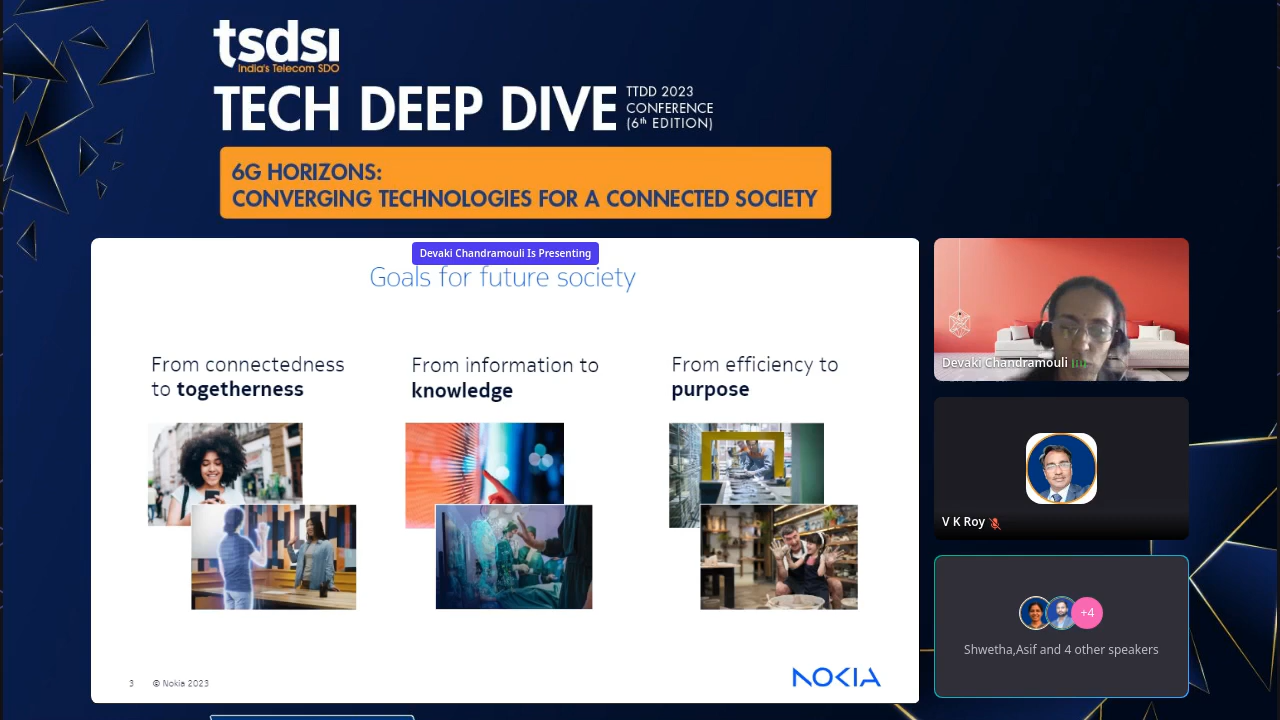 tsdsi
India's Telecom SDO
TECH DEEP DIVE
TTDD 2023
CONFERENCE
(6th EDITION)
6G HORIZONS:
CONVERGING TECHNOLOGIES FOR A CONNECTED SOCIETY
Devaki Chandramouli Is Presenting
Goals for future society
From connectedness
to togetherness
From information to
knowledge
From efficiency to
purpose
3 © Nokia 2023
NOKIA
Devaki Chandramouli
V K Roy
+4
Shwetha,Asif and 4 other speakers